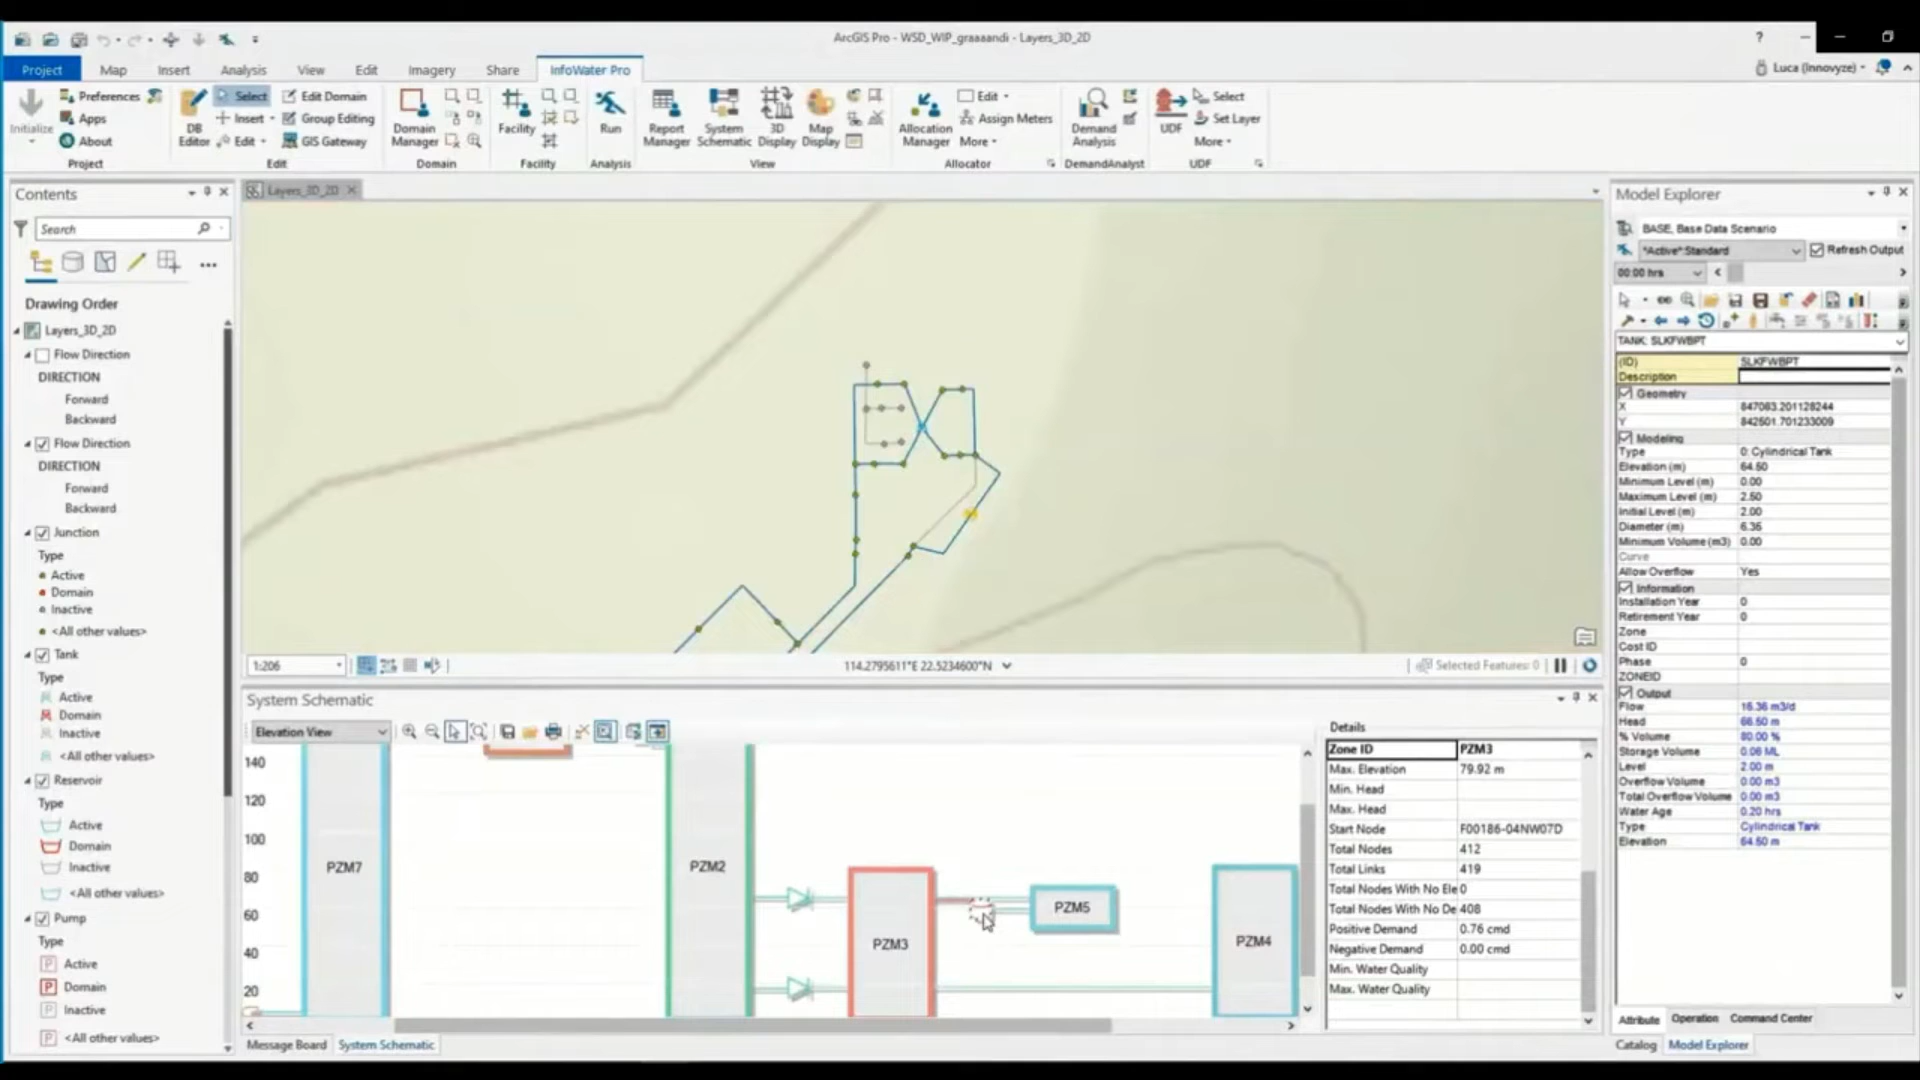 ArcGIS Pro - WSD_WIP_graaaandi - Layers_3D_2D
?
Project
Map
Insert
Analysis
View
Edit
Imagery
Share
InfoWater Pro
Luca (Innovyze)
Initialize
Preferences
Apps
About
Project
DB Editor
Select
Insert
Edit
Edit Domain
Group Editing
GIS Gateway
Edit
Domain Manager
Domain
Facility
Facility
Run
Analysis
Report Manager
System Schematic
3D Display
Map Display
View
Allocation Manager
Edit
Assign Meters
More
Allocator
Demand Analysis
DemandAnalyst
UDF
Select
Set Layer
More
UDF
Contents
Search
Drawing Order
Layers_3D_2D
Flow Direction
DIRECTION
Forward
Backward
Flow Direction
DIRECTION
Forward
Backward
Junction
Type
Active
Domain
Inactive
<All other values>
Tank
Type
Active
Domain
Inactive
<All other values>
Reservoir
Type
Active
Domain
Inactive
<All other values>
Pump
Type
Active
Domain
Inactive
<All other values>
Layers_3D_2D
1:206
114.2795611°E 22.5234600°N
Selected Features: 0
System Schematic
Elevation View
140
120
100
80
60
40
20
PZM7
PZM2
PZM3
PZM5
PZM4
Details
Zone ID PZM3
Max. Elevation 79.92 m
Min. Head
Max. Head
Start Node F00186-04NW07D
Total Nodes 412
Total Links 419
Total Nodes With No Ele 0
Total Nodes With No De 408
Positive Demand 0.76 cmd
Negative Demand 0.00 cmd
Min. Water Quality
Max. Water Quality
Message Board
System Schematic
Model Explorer
BASE, Base Data Scenario
*Active*:Standard
Refresh Output
00:00 hrs
TANK: SLKFWBPT
(ID) SLKFWBPT
Description
Geometry
X 847083.201128244
Y 842501.701233009
Modeling
Type 0: Cylindrical Tank
Elevation (m) 64.50
Minimum Level (m) 0.00
Maximum Level (m) 2.50
Initial Level (m) 2.00
Diameter (m) 6.35
Minimum Volume (m3) 0.00
Curve
Allow Overflow Yes
Information
Installation Year 0
Retirement Year 0
Zone
Cost ID
Phase 0
ZONEID
Output
Flow 16.36 m3/d
Head 66.50 m
% Volume 80.00 %
Storage Volume 0.06 ML
Level 2.00 m
Overflow Volume 0.00 m3
Total Overflow Volume 0.00 m3
Water Age 0.20 hrs
Type Cylindrical Tank
Elevation 64.50 m
Attribute
Operation
Command Center
Catalog
Model Explorer